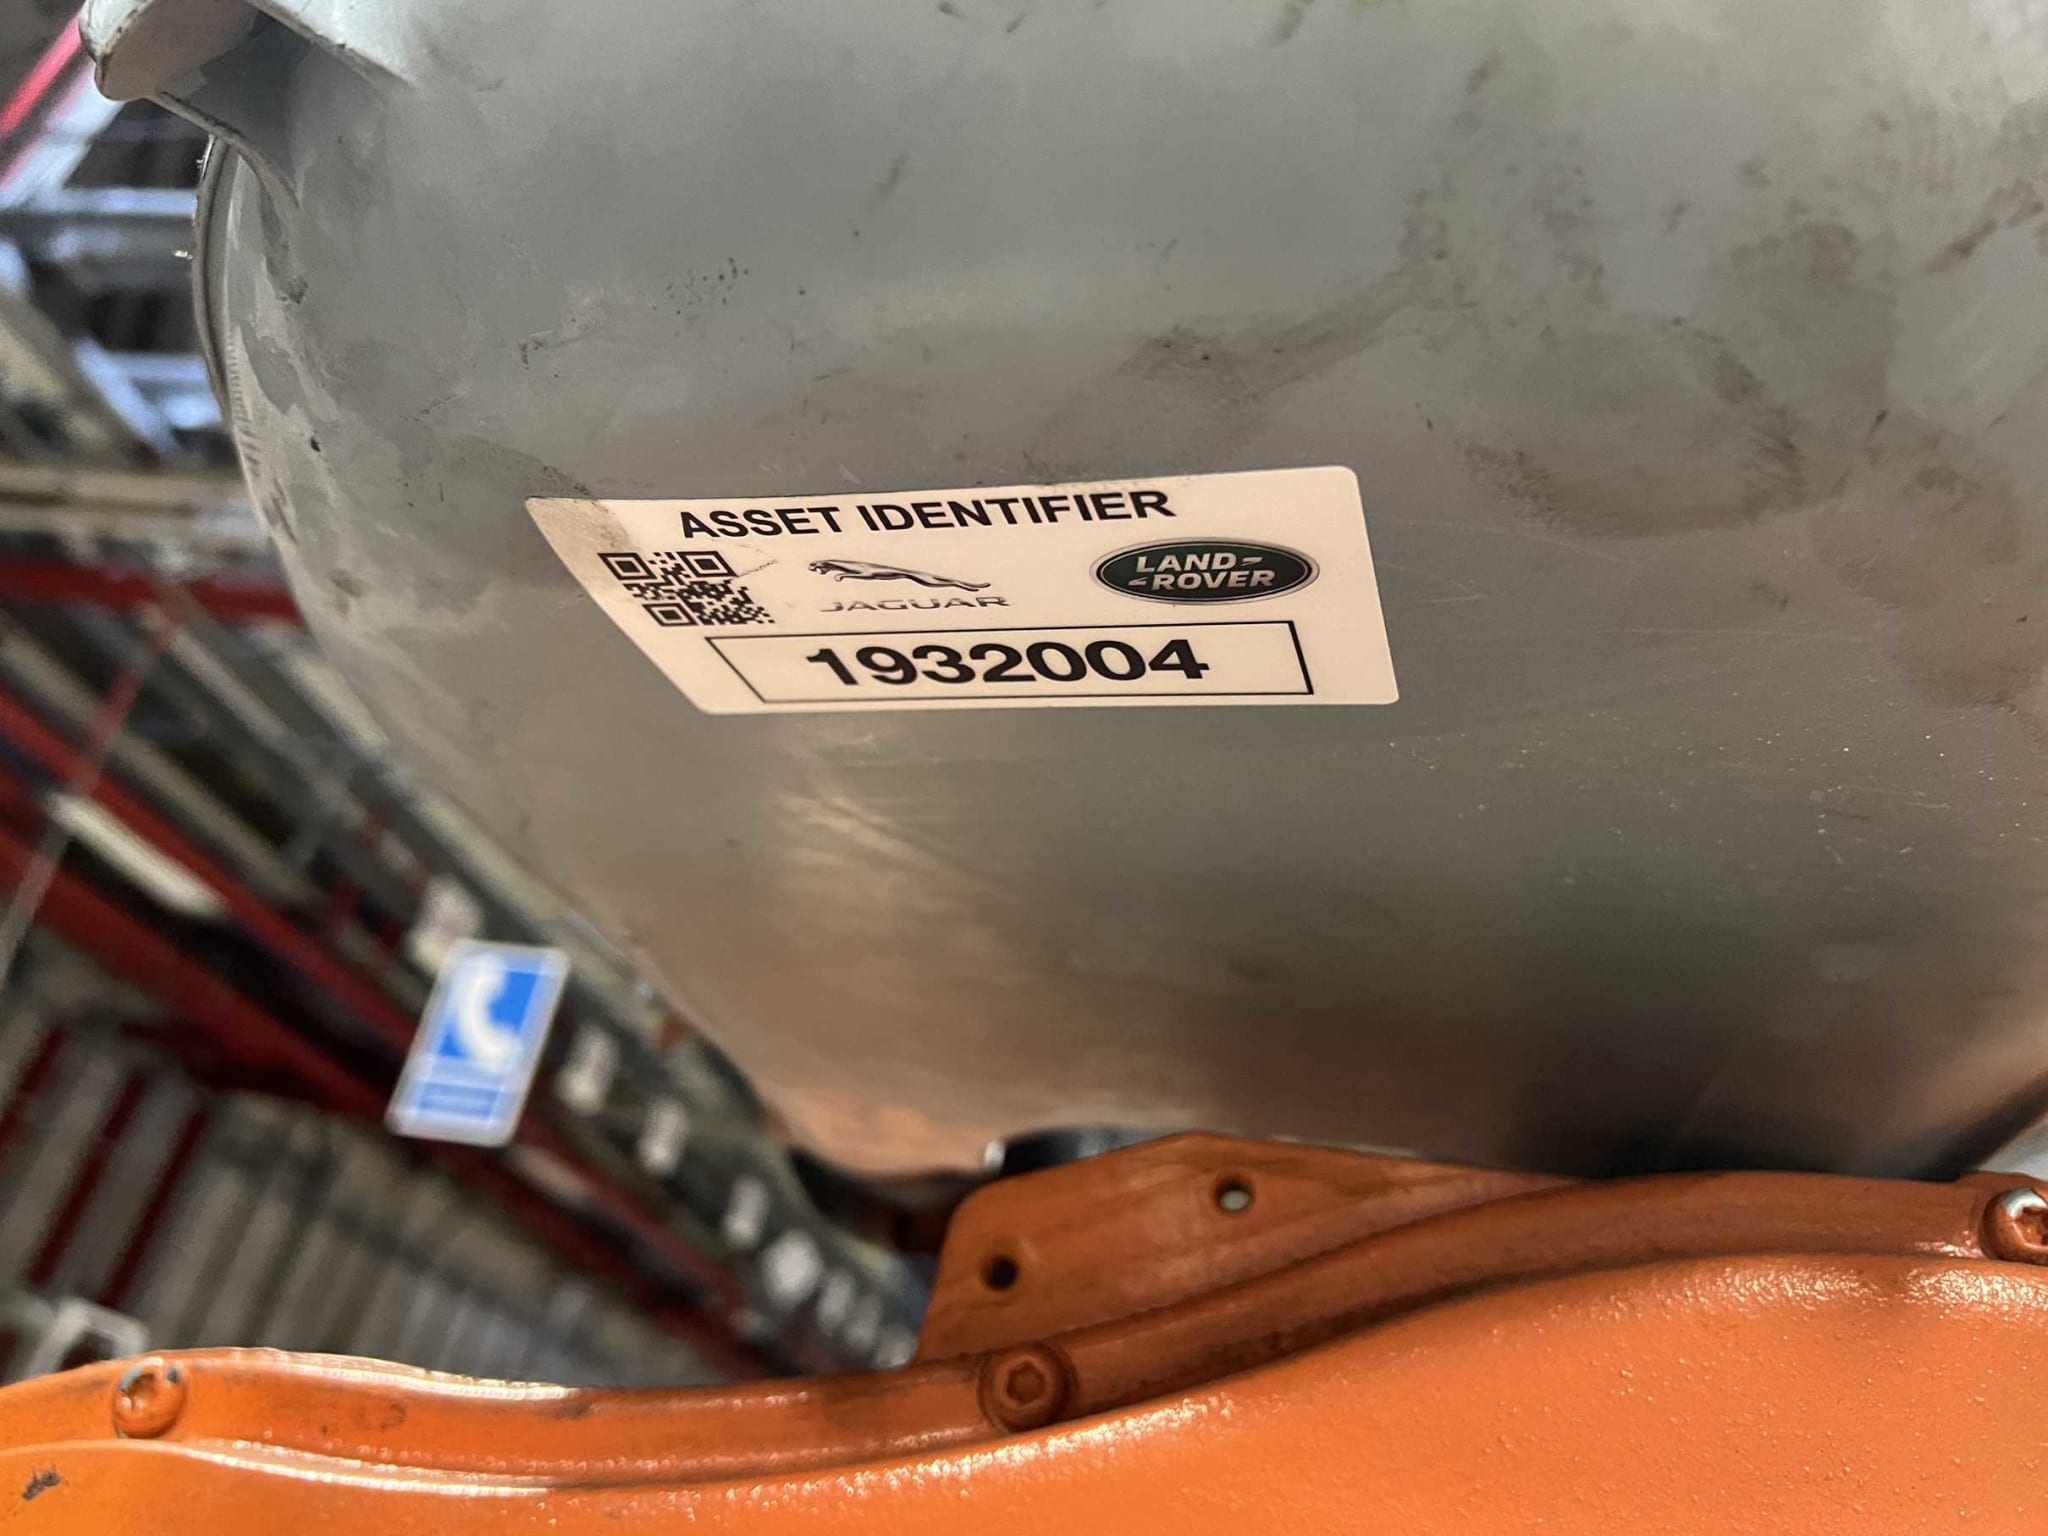 ASSET IDENTIFIER
JAGUAR
LAND
ROVER
1932004